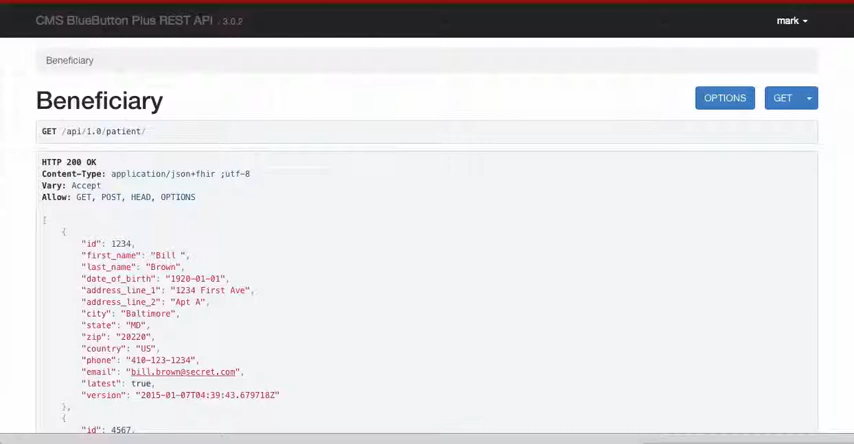 CMS BlueButton Plus REST API . 3.0.2
mark
Beneficiary
Beneficiary
OPTIONS
GET
GET /api/1.0/patient/
HTTP 200 OK
Content-Type: application/json+fhir ;utf-8
Vary: Accept
Allow: GET, POST, HEAD, OPTIONS
[
{
"id": 1234,
"first_name": "Bill ",
"last_name": "Brown",
"date_of_birth": "1920-01-01",
"address_line_1": "1234 First Ave",
"address_line_2": "Apt A",
"city": "Baltimore",
"state": "MD",
"zip": "20220",
"country": "US",
"phone": "410-123-1234",
"email": "bill.brown@secret.com",
"latest": true,
"version": "2015-01-07T04:39:43.679718Z"
},
{
"id": 4567,